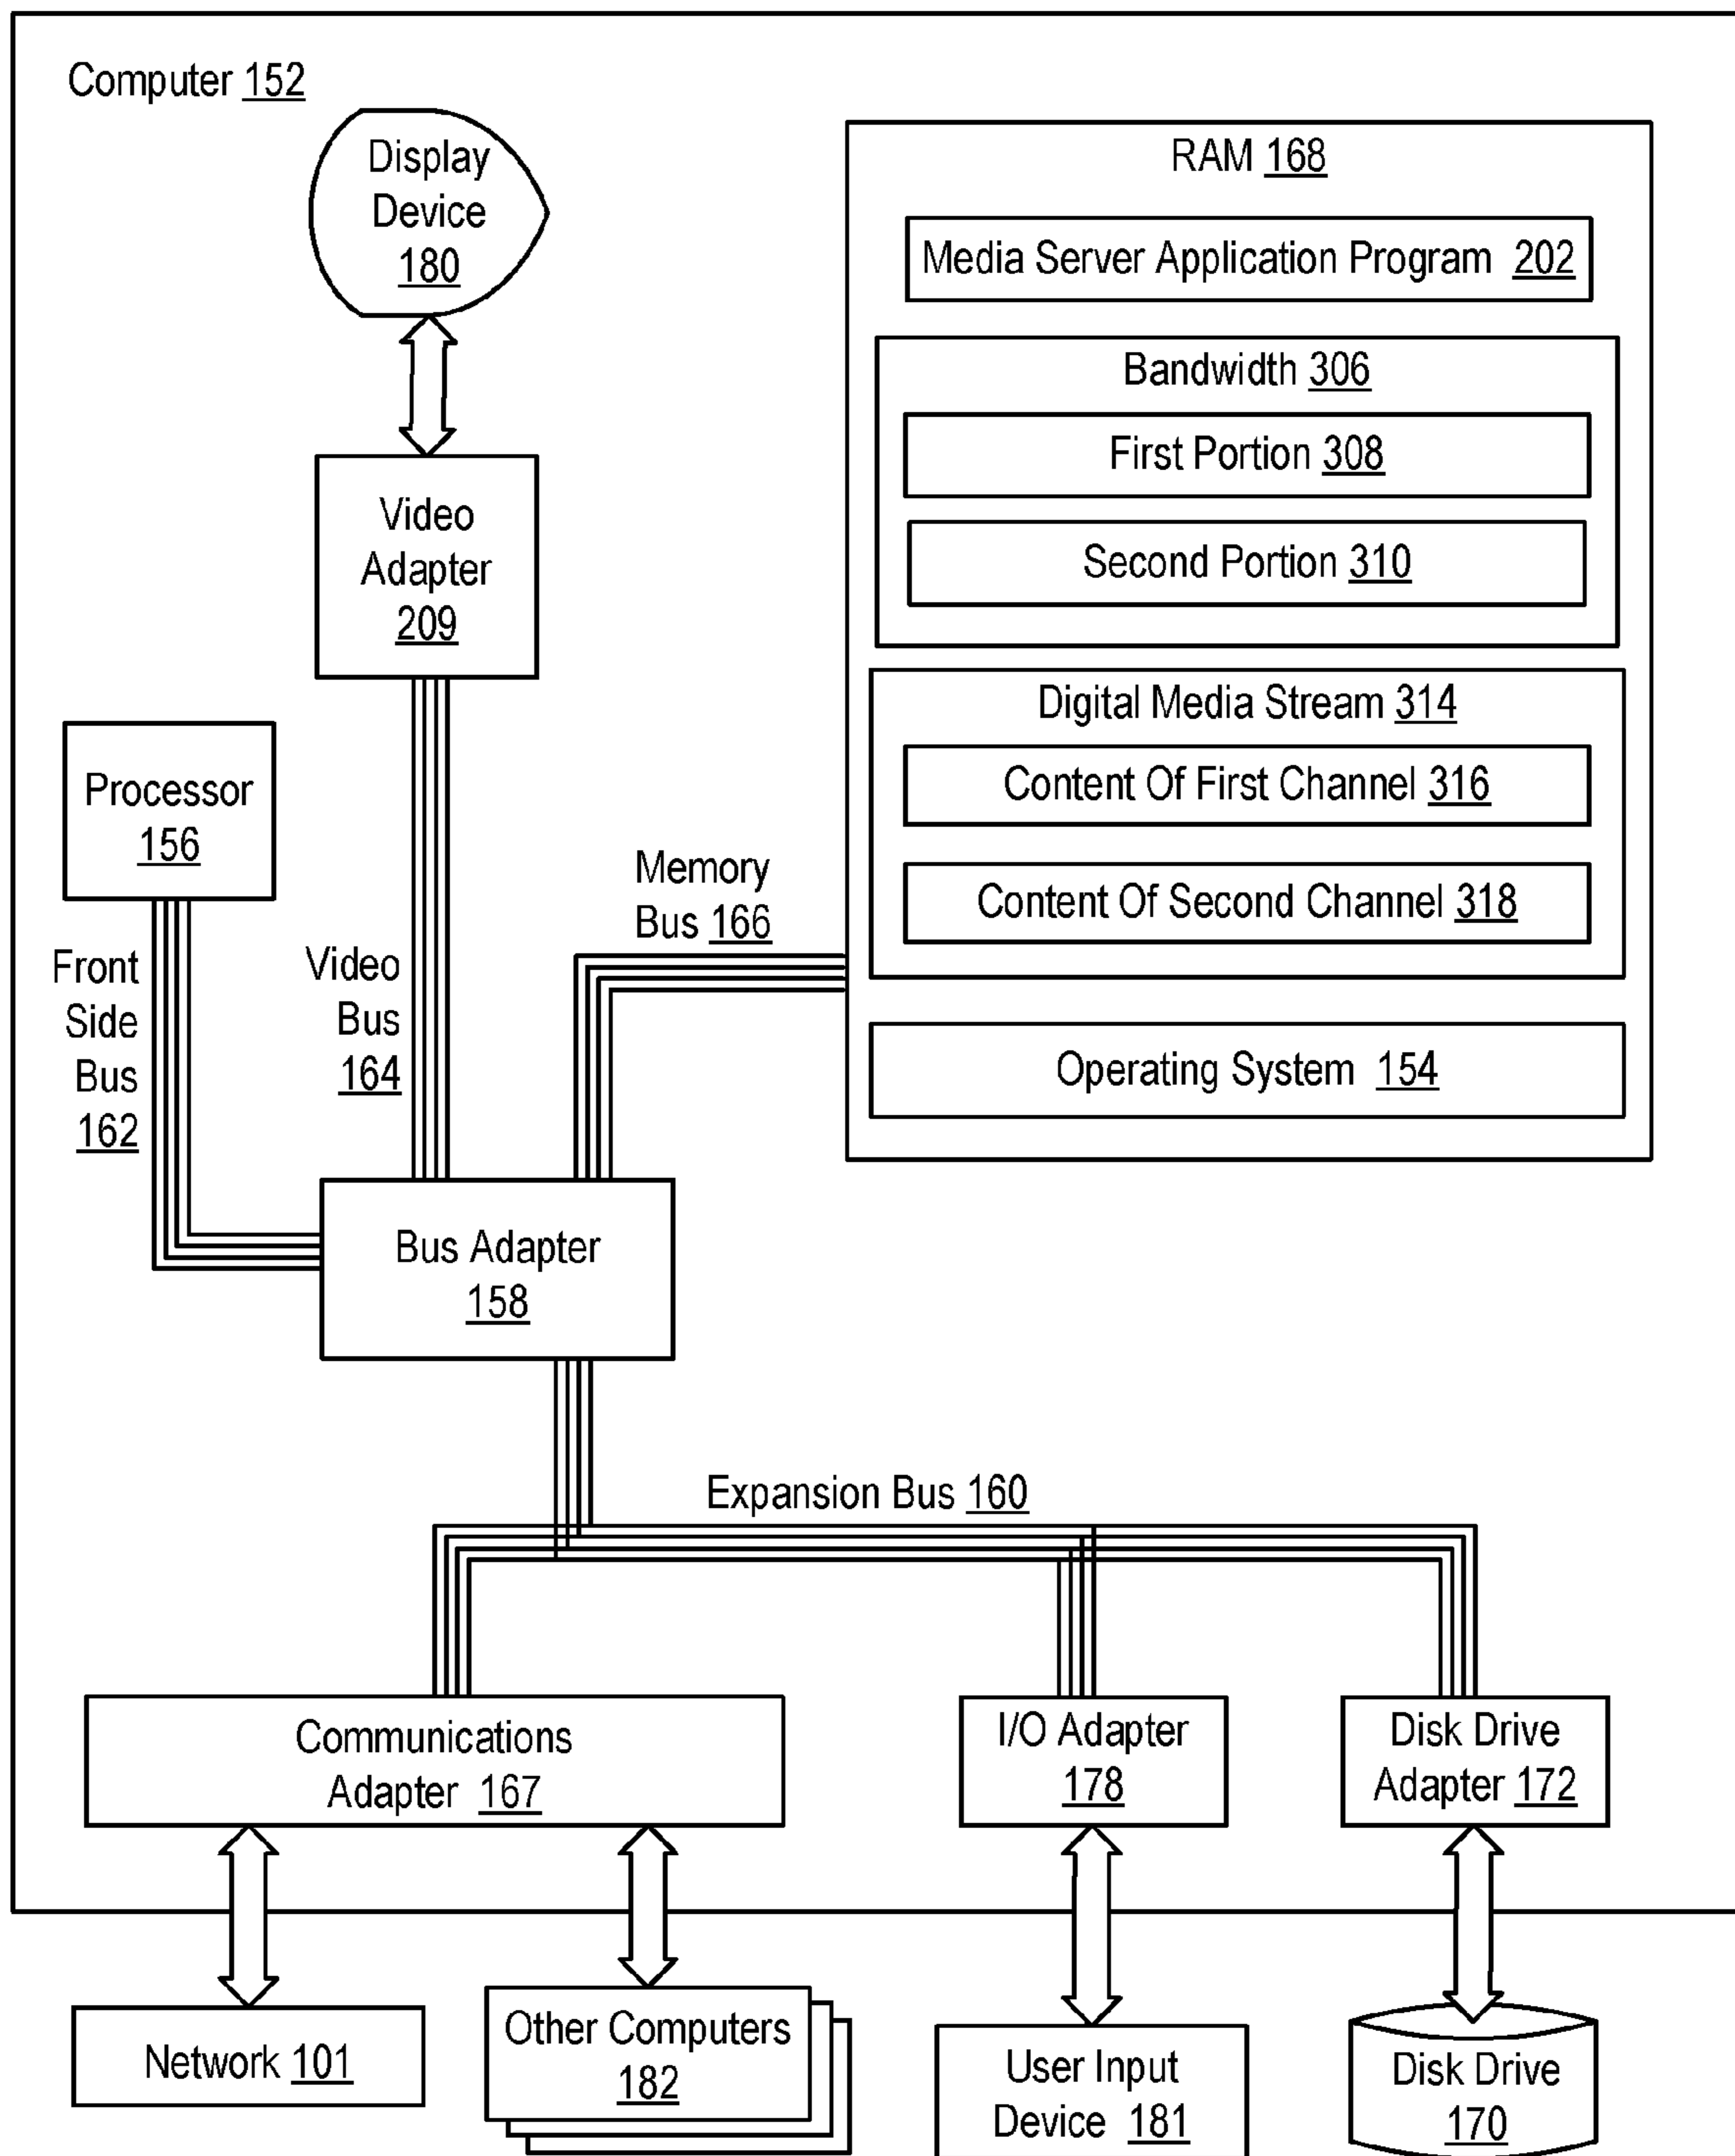 Computer 152
Display
Device
180
RAM 168
Media Server Application Program 202
Bandwidth 306
First Portion 308
Second Portion 310
Video
Adapter
209
Digital Media Stream 314
Content Of First Channel 316
Content Of Second Channel 318
Operating System 154
Processor
156
Memory
Bus 166
Front
Side
Bus
162
Video
Bus
164
Bus Adapter
158
Expansion Bus 160
Communications
Adapter 167
I/O Adapter
178
Disk Drive
Adapter 172
Network 101
Other Computers
182
User Input
Device 181
Disk Drive
170